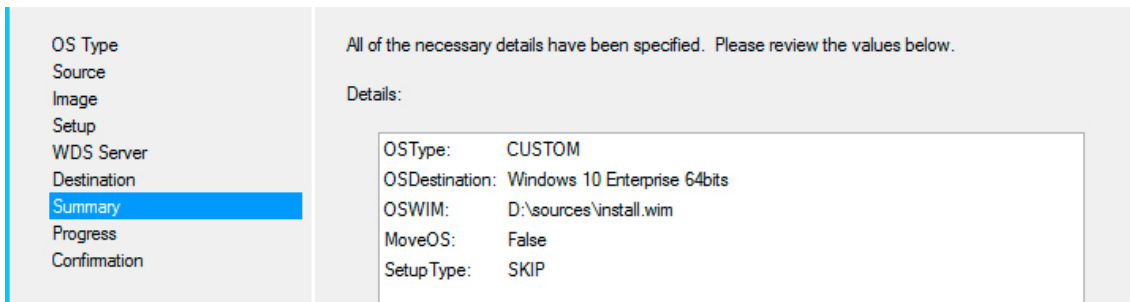 OS Type
Source
Image
Setup
WDS Server
Destination
Summary
Progress
Confirmation
All of the necessary details have been specified.  Please review the values below.
Details:
OSType: CUSTOM
OSDestination: Windows 10 Enterprise 64bits
OSWIM: D:\sources\install.wim
MoveOS: False
SetupType: SKIP